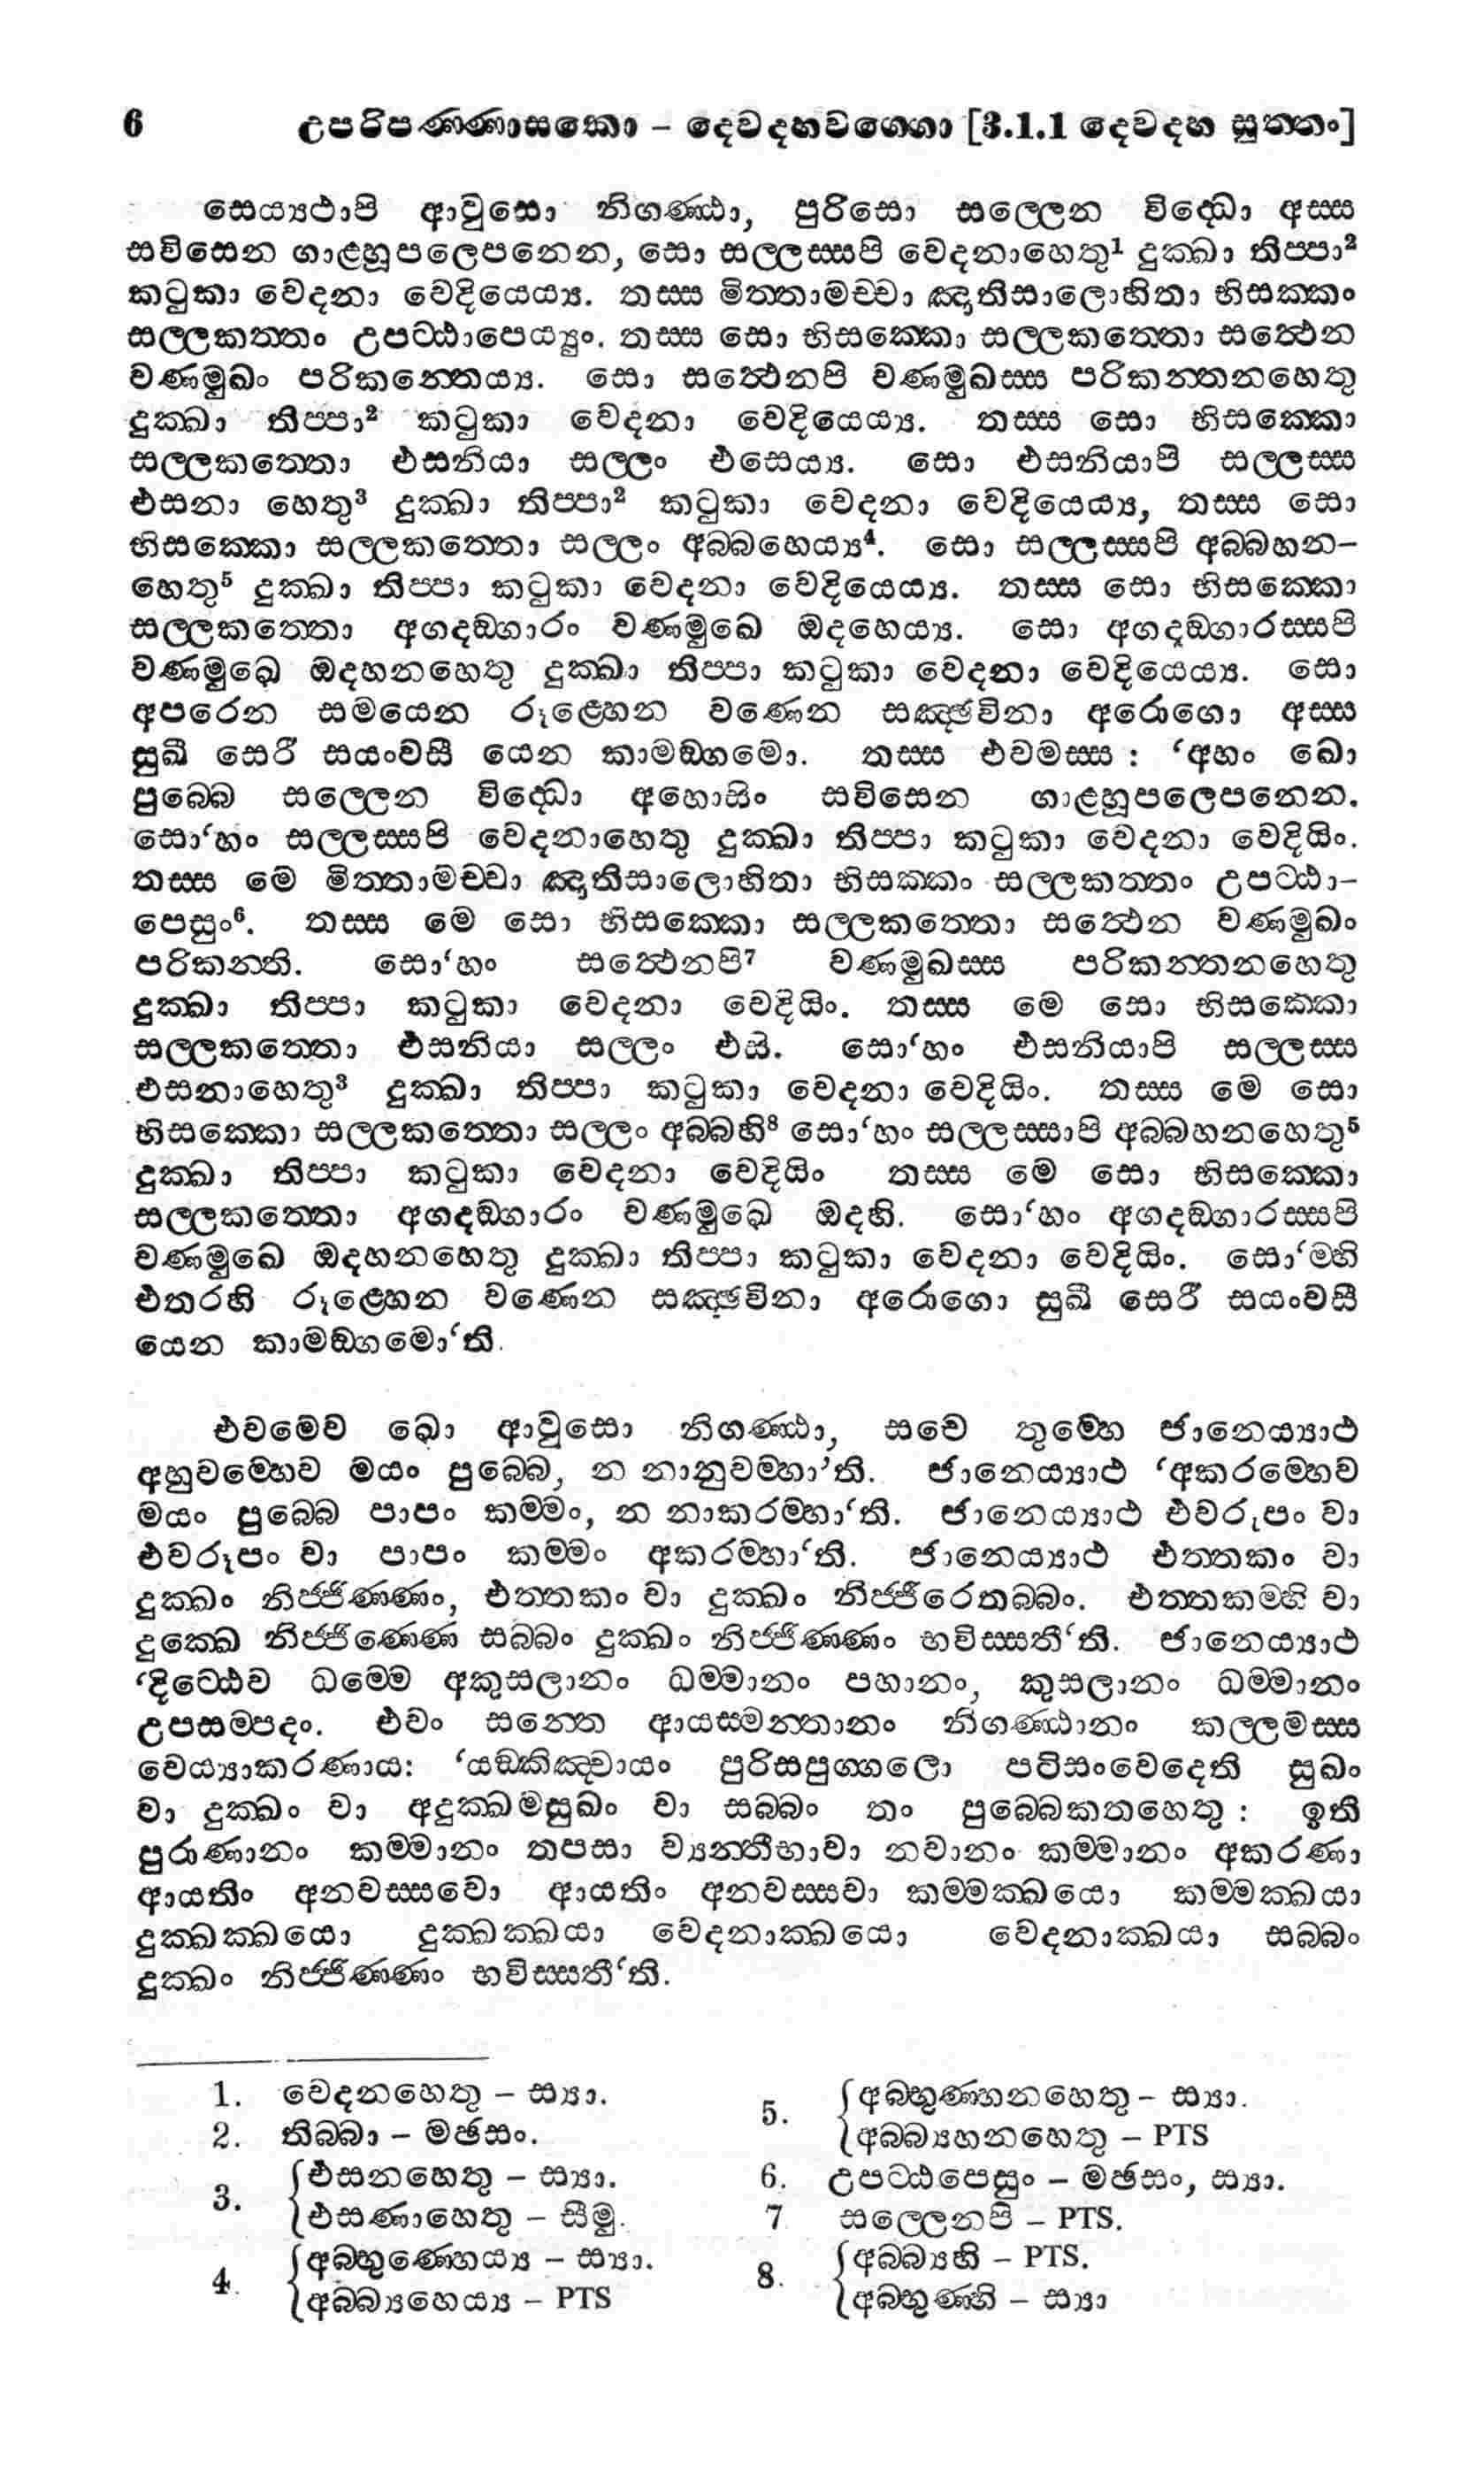 6 උපරිපණ්ණාසකො – දෙවදහවග්ගො [3.1.1 දෙවදහ සුත්තං]
සෙය්‍යථාපි ආවුසො නිගණ්ඨා, පුරිසො සල්ලෙන විද්ධො අස්ස
සවිසෙන ගාළ්හූපලෙපනෙන, සො සල්ලස්සපි වෙදනාහෙතු¹ දුක්ඛා තිප්පා²
කටුකා වෙදනා වෙදියෙය්‍ය. තස්ස මිත්තාමච්චා ඤාතිසාලොහිතා භිසක්කං
සල්ලකත්තං උපට්ඨාපෙය්‍යුං. තස්ස සො භිසක්කො සල්ලකත්තො සත්ථෙන
වණමුඛං පරිකන්තෙය්‍ය. සො සත්ථෙනපි වණමුඛස්ස පරිකන්තනහෙතු
දුක්ඛා තිප්පා² කටුකා වෙදනා වෙදියෙය්‍ය. තස්ස සො භිසක්කො
සල්ලකත්තො එසනියා සල්ලං එසෙය්‍ය. සො එසනියාපි සල්ලස්ස
එසනා හෙතු³ දුක්ඛා තිප්පා² කටුකා වෙදනා වෙදියෙය්‍ය, තස්ස සො
භිසක්කො සල්ලකත්තො සල්ලං අබ්බහෙය්‍ය⁴. සො සල්ලස්සපි අබ්බහන–
හෙතු⁵ දුක්ඛා තිප්පා කටුකා වෙදනා වෙදියෙය්‍ය. තස්ස සො භිසක්කො
සල්ලකත්තො අගදඞ්ගාරං වණමුඛෙ ඔදහෙය්‍ය. සො අගදඞ්ගාරස්සපි
වණමුඛෙ ඔදහනහෙතු දුක්ඛා තිප්පා කටුකා වෙදනා වෙදියෙය්‍ය. සො
අපරෙන සමයෙන රූළ්හෙන වණෙන සඤ්ඡවිනා අරොගො අස්ස
සුඛී සෙරී සයංවසී යෙන කාමඞ්ගමො. තස්ස එවමස්ස : ‘අහං ඛො
පුබ්බෙ සල්ලෙන විද්ධො අහොසිං සවිසෙන ගාළ්හූපලෙපනෙන.
සො‘හං සල්ලස්සපි වෙදනාහෙතු දුක්ඛා තිප්පා කටුකා වෙදනා වෙදියිං.
තස්ස මෙ මිත්තාමච්චා ඤාතිසාලොහිතා භිසක්කං සල්ලකත්තං උපට්ඨා–
පෙසුං⁶. තස්ස මෙ සො භිසක්කො සල්ලකත්තො සත්ථෙන වණමුඛං
පරිකන්ති. සො‘හං සත්ථෙනපි⁷ වණමුඛස්ස පරිකන්තනහෙතු
දුක්ඛා තිප්පා කටුකා වෙදනා වෙදියිං. තස්ස මෙ සො භිසක්කො
සල්ලකත්තො එසනියා සල්ලං එසි. සො‘හං එසනියාපි සල්ලස්ස
එසනාහෙතු³ දුක්ඛා තිප්පා කටුකා වෙදනා වෙදියිං. තස්ස මෙ සො
භිසක්කො සල්ලකත්තො සල්ලං අබ්බහි⁸ සො‘හං සල්ලස්සාපි අබ්බහනහෙතු⁵
දුක්ඛා තිප්පා කටුකා වෙදනා වෙදියිං තස්ස මෙ සො භිසක්කො
සල්ලකත්තො අගදඞ්ගාරං වණමුඛෙ ඔදහි. සො‘හං අගදඞ්ගාරස්සපි
වණමුඛෙ ඔදහනහෙතු දුක්ඛා තිප්පා කටුකා වෙදනා වෙදියිං. සො‘ම්හි
එතරහි රූළ්හෙන වණෙන සඤ්ඡවිනා අරොගො සුඛී සෙරී සයංවසී
යෙන කාමඞ්ගමො‘ති.
එවමෙව ඛො ආවුසො නිගණ්ඨා, සචෙ තුම්හෙ ජානෙය්‍යාථ
අහුවම්හෙව මයං පුබ්බෙ, න නානුවම්හා’ති. ජානෙය්‍යාථ ‘අකරම්හෙව
මයං පුබ්බෙ පාපං කම්මං, න නාකරම්හා‘ති. ජානෙය්‍යාථ එවරූපං වා
එවරූපං වා පාපං කම්මං අකරම්හා‘ති. ජානෙය්‍යාථ එත්තකං වා
දුක්ඛං නිජ්ජිණ්ණං, එත්තකං වා දුක්ඛං නිජ්ජීරෙතබ්බං. එත්තකම්හි වා
දුක්ඛෙ නිජ්ජිණ්ණෙ සබ්බං දුක්ඛං නිජ්ජිණ්ණං භවිස්සතී‘ති. ජානෙය්‍යාථ
‘දිට්ඨෙව ධම්මෙ අකුසලානං ධම්මානං පහානං, කුසලානං ධම්මානං
උපසම්පදං. එවං සන්තෙ ආයස්මන්තානං නිගණ්ඨානං කල්ලමස්ස
වෙය්‍යාකරණාය: ‘යඞ්කිඤ්චායං පුරිසපුග්ගලො පටිසංවෙදෙති සුඛං
වා දුක්ඛං වා අදුක්ඛමසුඛං වා සබ්බං තං පුබ්බෙකතහෙතු : ඉති
පුරාණානං කම්මානං තපසා ව්‍යන්තීභාවා නවානං කම්මානං අකරණා
ආයතිං අනවස්සවො ආයතිං අනවස්සවා කම්මක්ඛයො කම්මක්ඛයා
දුක්ඛක්ඛයො දුක්ඛක්ඛයා වෙදනාක්ඛයො වෙදනාක්ඛයා සබ්බං
දුක්ඛං නිජ්ජිණ්ණං භවිස්සතී‘ති.
1. වෙදනහෙතු – ස්‍යා.
2. තිබ්බා – මඡසං.
3. එසනහෙතු – ස්‍යා.
එසණාහෙතු – සීමු.
4. අබ්භුණ්හෙය්‍ය – ස්‍යා.
අබ්බ්‍යහෙය්‍ය – PTS
5. අබ්භුණ්හනහෙතු – ස්‍යා.
අබ්බ්‍යහනහෙතු – PTS
6. උපට්ඨපෙසුං – මඡසං, ස්‍යා.
7 සල්ලෙනපි – PTS.
8. අබ්බ්‍යහි – PTS.
අබ්භුණ්හි – ස්‍යා